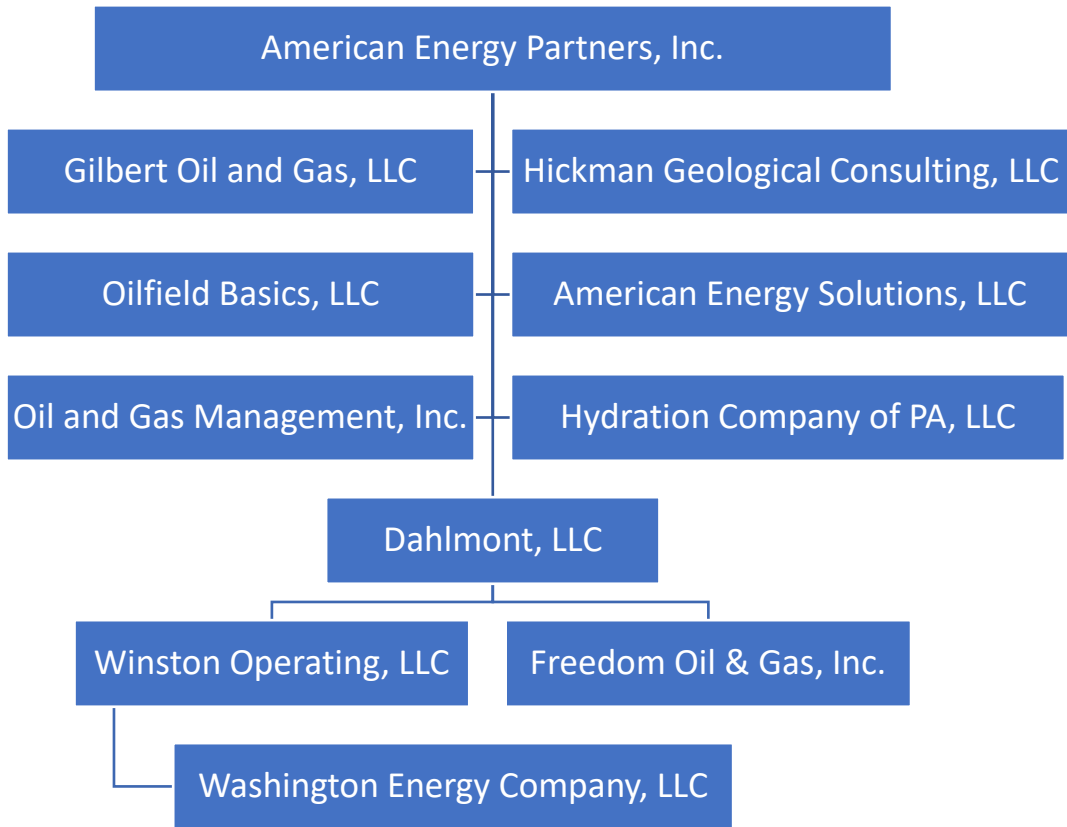 American Energy Partners, Inc.
Gilbert Oil and Gas, LLC
Hickman Geological Consulting, LLC
Oilfield Basics, LLC
American Energy Solutions, LLC
Oil and Gas Management, Inc.
Hydration Company of PA, LLC
Dahlmont, LLC
Winston Operating, LLC
Freedom Oil & Gas, Inc.
Washington Energy Company, LLC